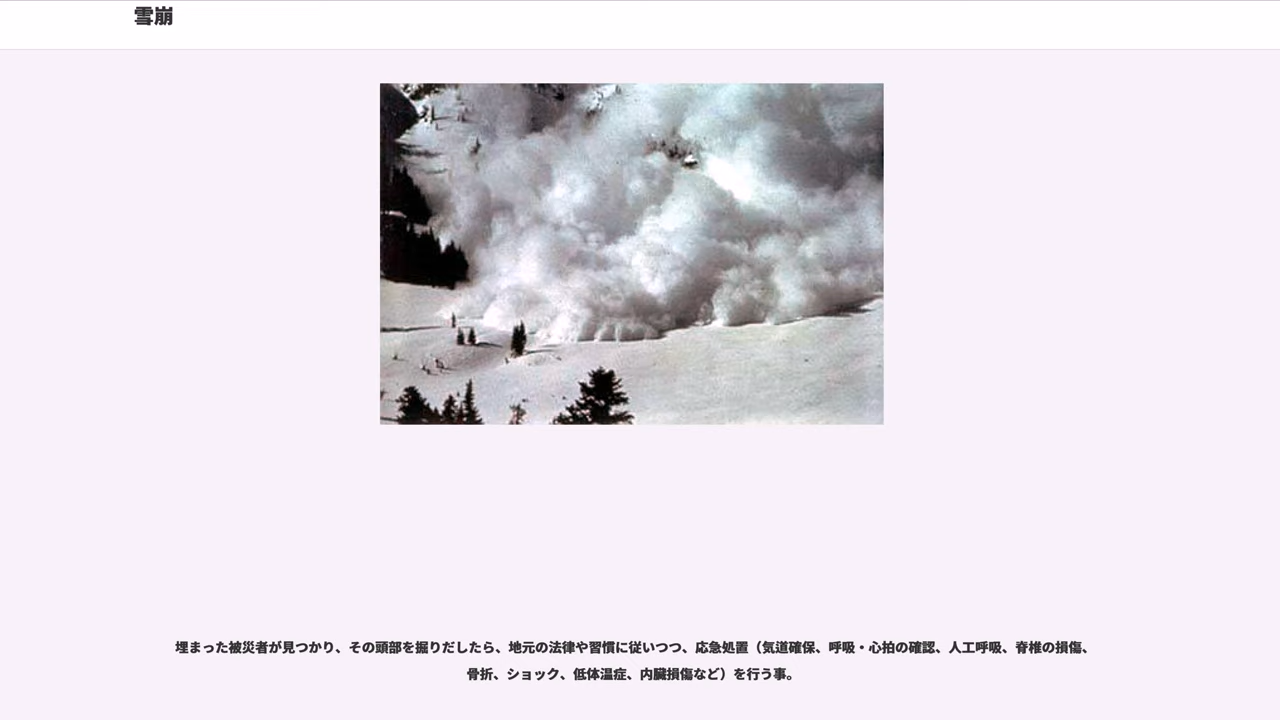 雪崩
埋まった被災者が見つかり、その頭部を掘りだしたら、地元の法律や習慣に従いつつ、応急処置（気道確保、呼吸・心拍の確認、人工呼吸、脊椎の損傷、
骨折、ショック、低体温症、内臓損傷など）を行う事。